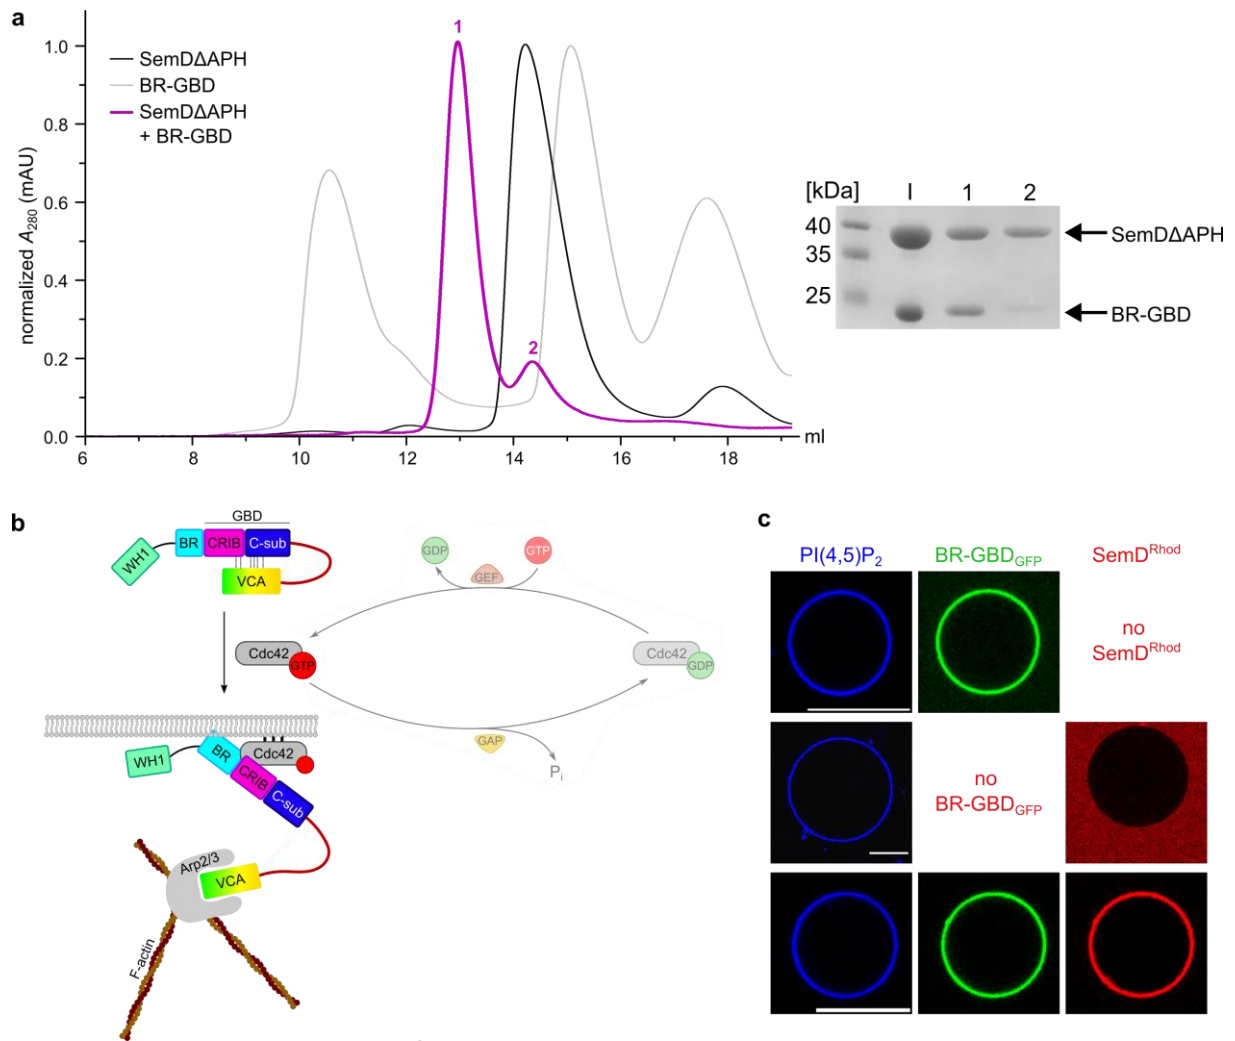 a
1
1.0
SemDΔAPH
BR-GBD
SemDΔAPH
+ BR-GBD
0.8
0.6
0.4
0.2
0.0
normalized A280 (mAU)
2
6
8
10
12
14
16
18
ml
[kDa]
I
1
2
40
35
25
SemDΔAPH
BR-GBD
b
GBD
WH1
BR
CRIB
C-sub
VCA
GDP
GTP
GEF
Cdc42
GTP
Cdc42
GDP
GAP
Pi
WH1
BR
Cdc42
CRIB
C-sub
Arp2/3
VCA
F-actin
c
PI(4,5)P2
BR-GBDGFP
SemDRhod
no
SemDRhod
no
BR-GBDGFP